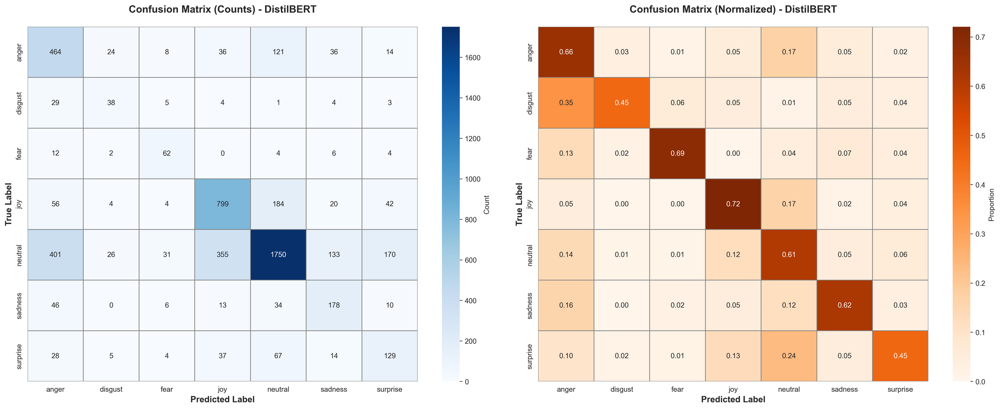 Confusion Matrix (Counts) - DistilBERT
True Label
anger 464 24 8 36 121 36 14
disgust 29 38 5 4 1 4 3
fear 12 2 62 0 4 6 4
joy 56 4 4 799 184 20 42
neutral 401 26 31 355 1750 133 170
sadness 46 0 6 13 34 178 10
surprise 28 5 4 37 67 14 129
anger disgust fear joy neutral sadness surprise
Predicted Label
1600
1400
1200
1000
800
600
400
200
0
Count
Confusion Matrix (Normalized) - DistilBERT
True Label
anger 0.66 0.03 0.01 0.05 0.17 0.05 0.02
disgust 0.35 0.45 0.06 0.05 0.01 0.05 0.04
fear 0.13 0.02 0.69 0.00 0.04 0.07 0.04
joy 0.05 0.00 0.00 0.72 0.17 0.02 0.04
neutral 0.14 0.01 0.01 0.12 0.61 0.05 0.06
sadness 0.16 0.00 0.02 0.05 0.12 0.62 0.03
surprise 0.10 0.02 0.01 0.13 0.24 0.05 0.45
anger disgust fear joy neutral sadness surprise
Predicted Label
0.7
0.6
0.5
0.4
0.3
0.2
0.1
0.0
Proportion